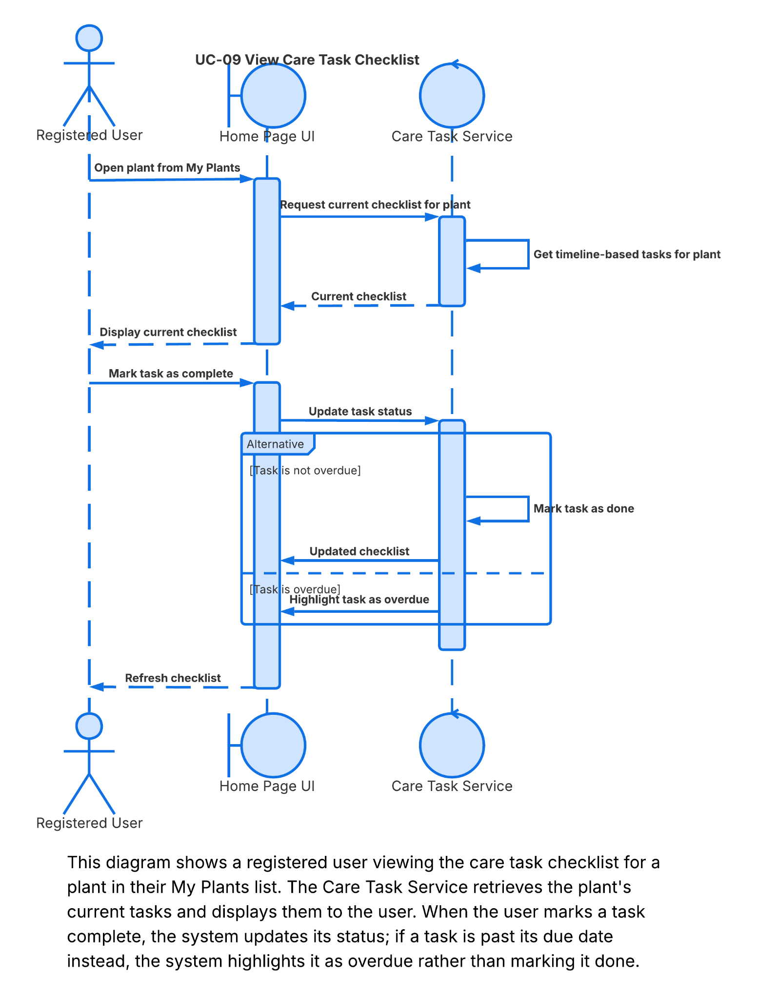 UC-09 View Care Task Checklist
Registered User
Home Page UI
Care Task Service
Open plant from My Plants
Request current checklist for plant
Get timeline-based tasks for plant
Current checklist
Display current checklist
Mark task as complete
Update task status
Alternative
[Task is not overdue]
Mark task as done
Updated checklist
[Task is overdue]
Highlight task as overdue
Refresh checklist
Home Page UI
Care Task Service
Registered User
This diagram shows a registered user viewing the care task checklist for a
plant in their My Plants list. The Care Task Service retrieves the plant's
current tasks and displays them to the user. When the user marks a task
complete, the system updates its status; if a task is past its due date
instead, the system highlights it as overdue rather than marking it done.